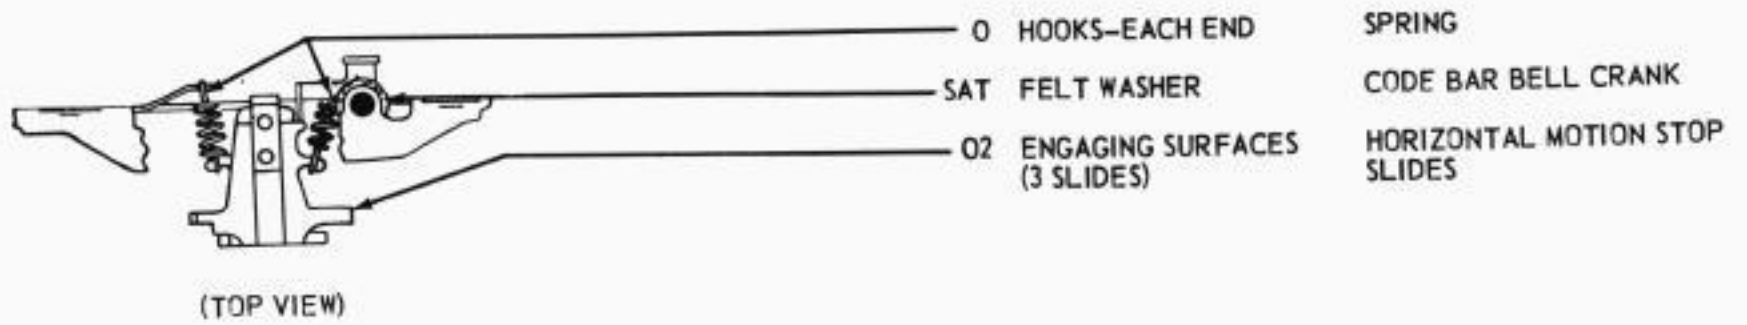 O HOOKS–EACH END SPRING
SAT FELT WASHER CODE BAR BELL CRANK
O2 ENGAGING SURFACES HORIZONTAL MOTION STOP
(3 SLIDES) SLIDES
(TOP VIEW)